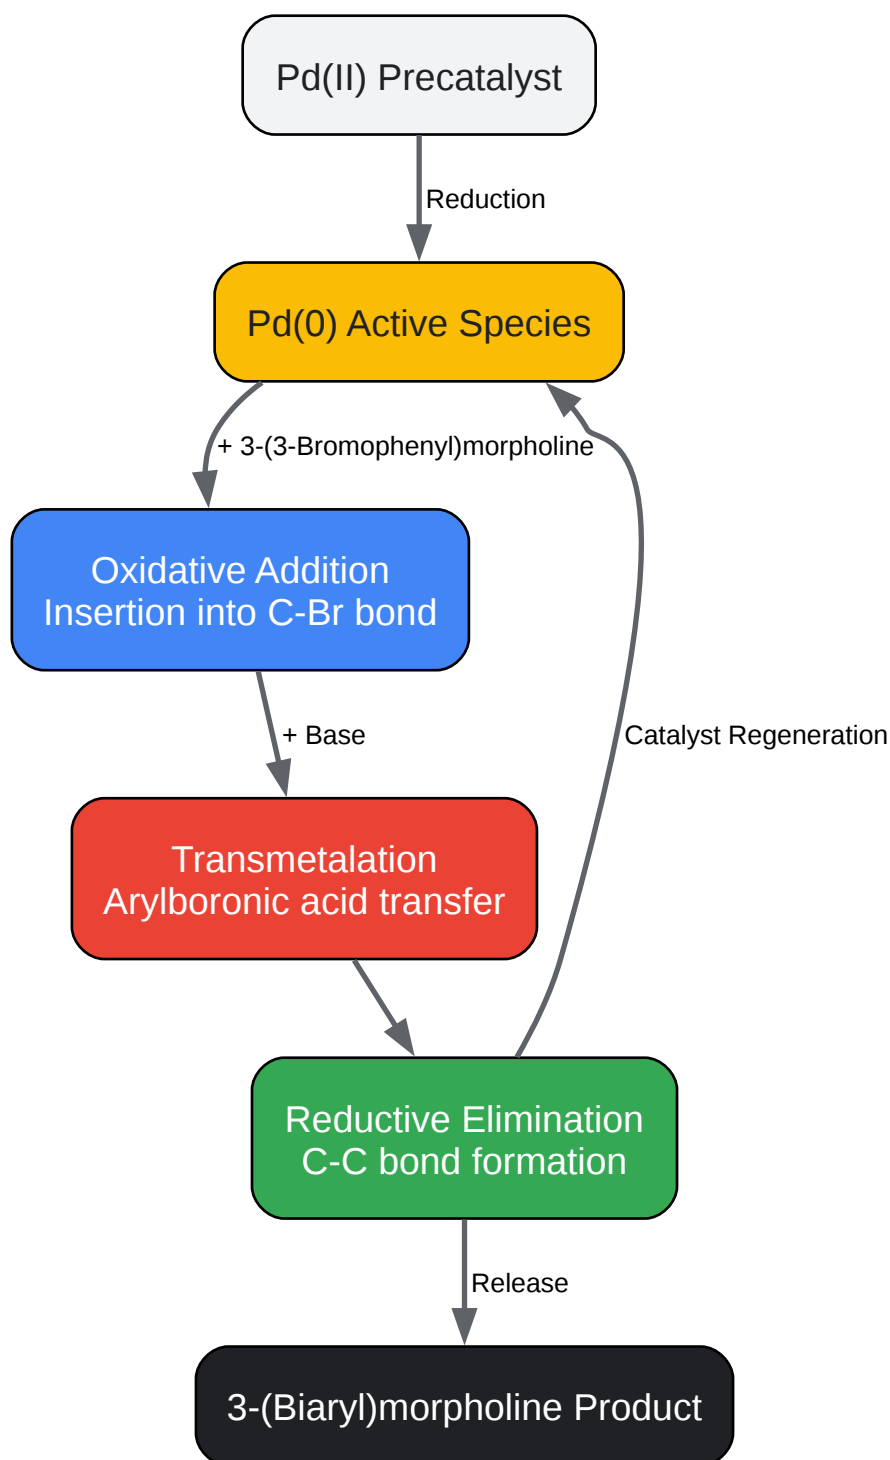 Pd(II) Precatalyst
Reduction
Pd(0) Active Species
+ 3-(3-Bromophenyl)morpholine
Oxidative Addition
Insertion into C-Br bond
+ Base
Catalyst Regeneration
Transmetalation
Arylboronic acid transfer
Reductive Elimination
C-C bond formation
Release
3-(Biaryl)morpholine Product